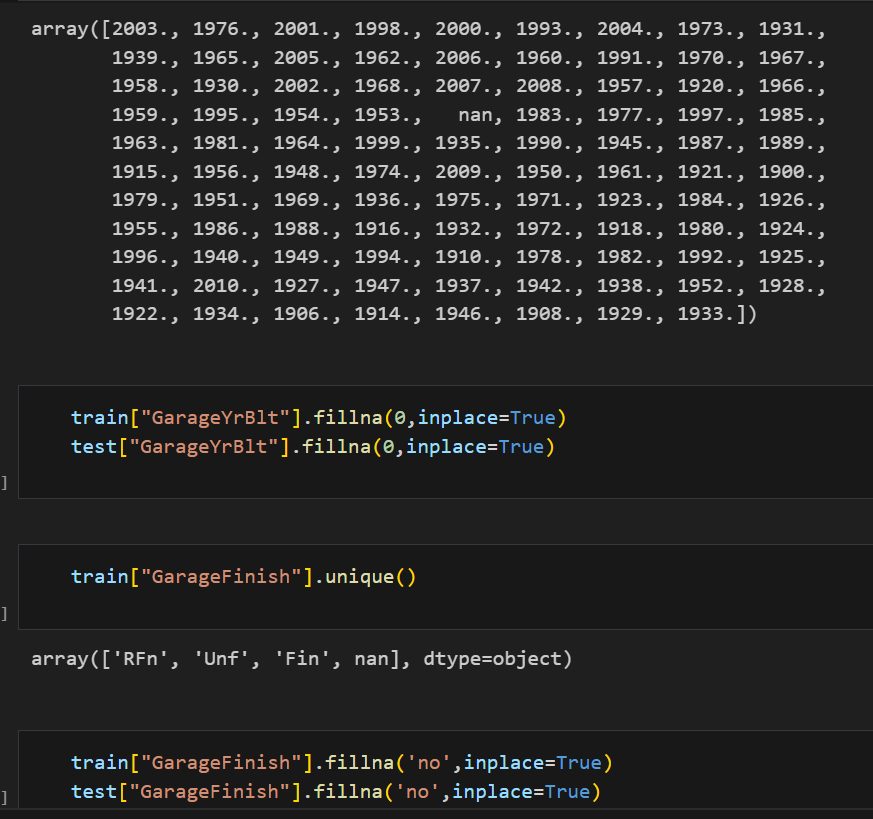 array([2003., 1976., 2001., 1998., 2000., 1993., 2004., 1973., 1931.,
       1939., 1965., 2005., 1962., 2006., 1960., 1991., 1970., 1967.,
       1958., 1930., 2002., 1968., 2007., 2008., 1957., 1920., 1966.,
       1959., 1995., 1954., 1953.,   nan, 1983., 1977., 1997., 1985.,
       1963., 1981., 1964., 1999., 1935., 1990., 1945., 1987., 1989.,
       1915., 1956., 1948., 1974., 2009., 1950., 1961., 1921., 1900.,
       1979., 1951., 1969., 1936., 1975., 1971., 1923., 1984., 1926.,
       1955., 1986., 1988., 1916., 1932., 1972., 1918., 1980., 1924.,
       1996., 1940., 1949., 1994., 1910., 1978., 1982., 1992., 1925.,
       1941., 2010., 1927., 1947., 1937., 1942., 1938., 1952., 1928.,
       1922., 1934., 1906., 1914., 1946., 1908., 1929., 1933.])
train["GarageYrBlt"].fillna(0,inplace=True)
test["GarageYrBlt"].fillna(0,inplace=True)
]
train["GarageFinish"].unique()
]
array(['RFn', 'Unf', 'Fin', nan], dtype=object)
train["GarageFinish"].fillna('no',inplace=True)
test["GarageFinish"].fillna('no',inplace=True)
]